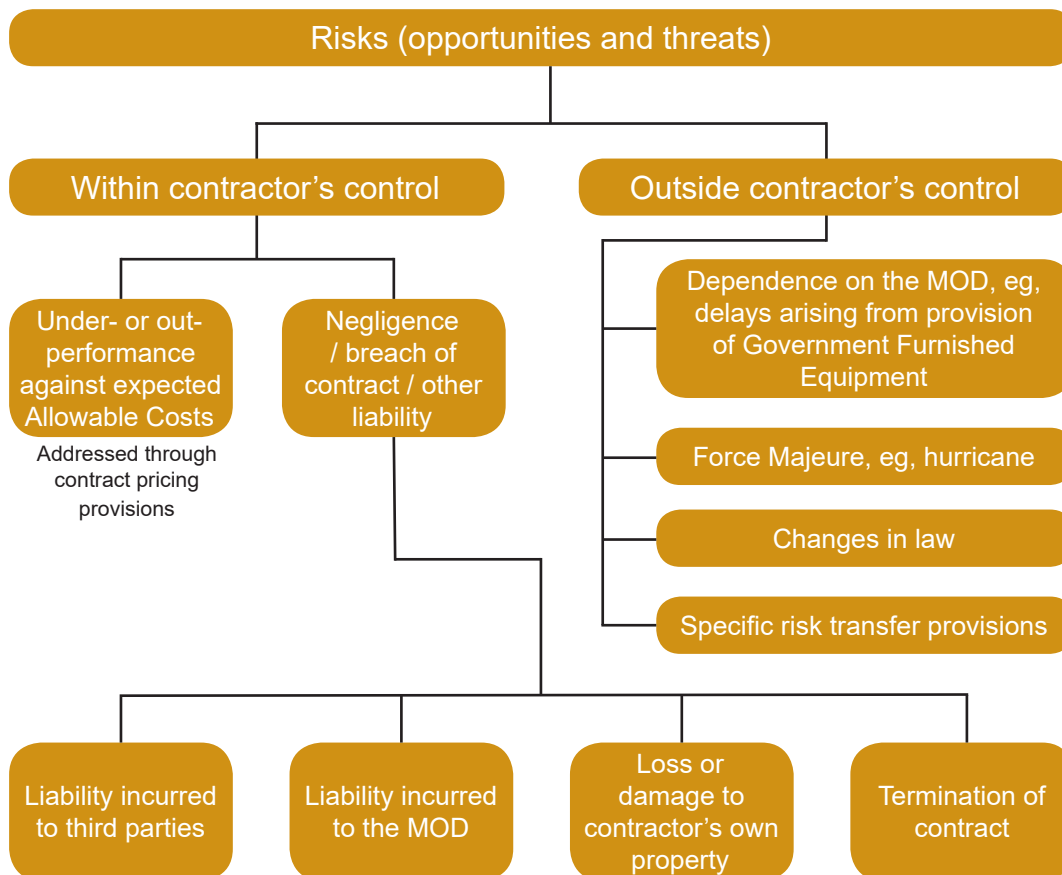 Risks (opportunities and threats)
Within contractor’s control
Outside contractor’s control
Under- or out-
performance
against expected
Allowable Costs
Addressed through
contract pricing
provisions
Negligence
/ breach of
contract / other
liability
Dependence on the MOD, eg,
delays arising from provision
of Government Furnished
Equipment
Force Majeure, eg, hurricane
Changes in law
Specific risk transfer provisions
Liability incurred
to third parties
Liability incurred
to the MOD
Loss or
damage to
contractor’s own
property
Termination of
contract